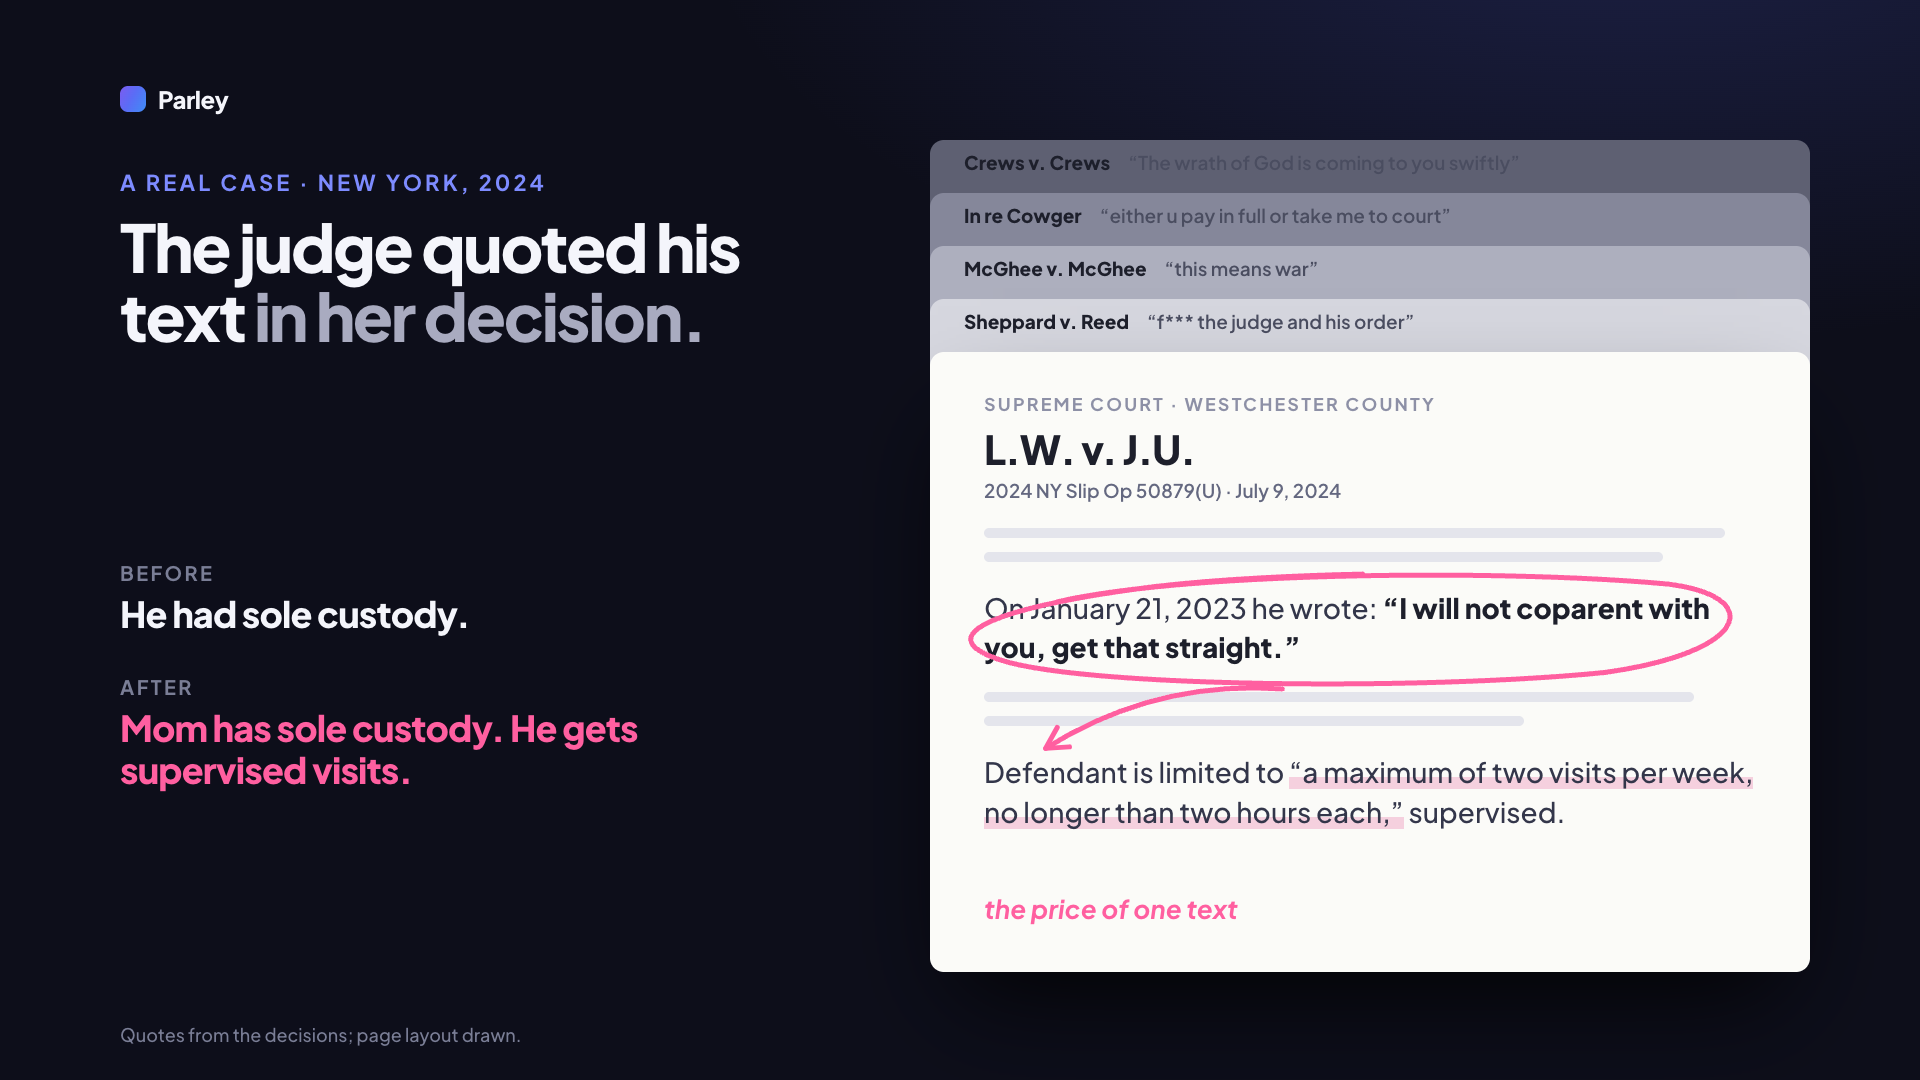 Parley
A REAL CASE · NEW YORK, 2024
The judge quoted his
text in her decision.
BEFORE
He had sole custody.
AFTER
Mom has sole custody. He gets
supervised visits.
Quotes from the decisions; page layout drawn.
Crews v. Crews “The wrath of God is coming to you swiftly”
In re Cowger “either u pay in full or take me to court”
McGhee v. McGhee “this means war”
Sheppard v. Reed “f*** the judge and his order”
SUPREME COURT · WESTCHESTER COUNTY
L.W. v. J.U.
2024 NY Slip Op 50879(U) · July 9, 2024
On January 21, 2023 he wrote: “I will not coparent with
you, get that straight.”
Defendant is limited to “a maximum of two visits per week,
no longer than two hours each,” supervised.
the price of one text